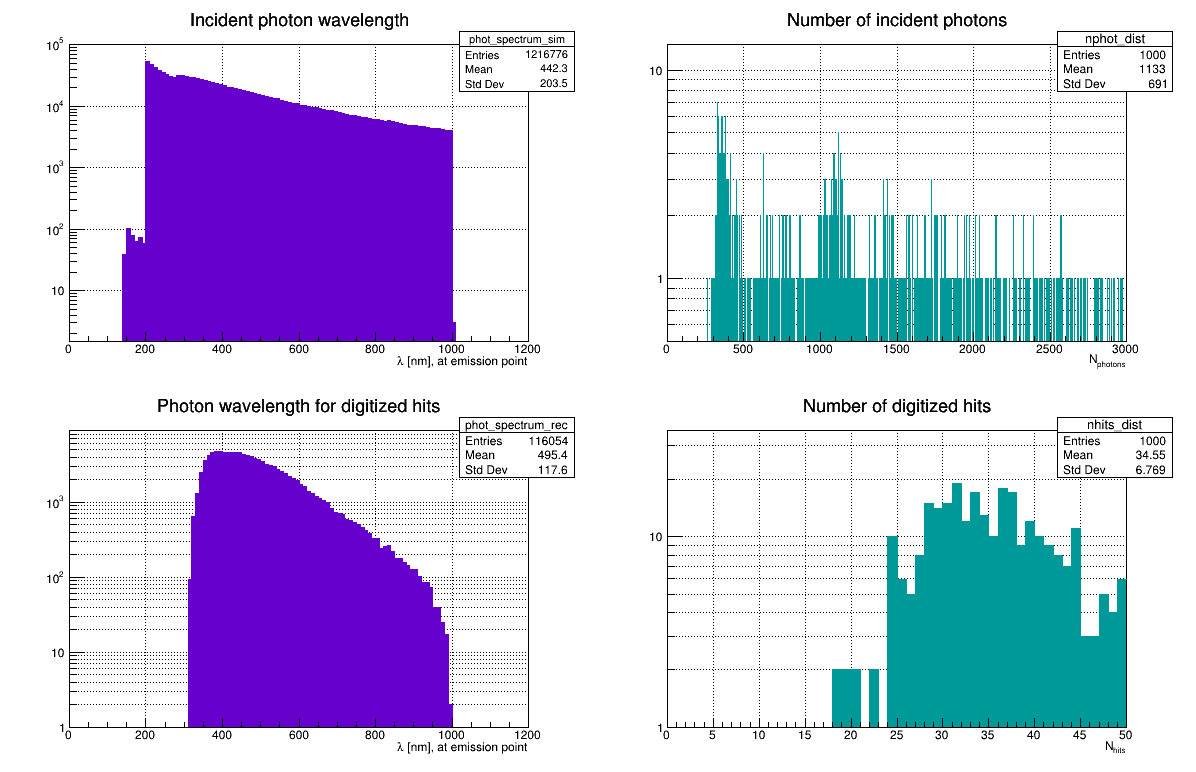 Incident photon wavelength
phot_spectrum_sim
Entries 1216776
Mean 442.3
Std Dev 203.5
10^5
10^4
10^3
10^2
10
0 200 400 600 800 1000 1200
λ [nm], at emission point
Number of incident photons
nphot_dist
Entries 1000
Mean 1133
Std Dev 691
10
1
0 500 1000 1500 2000 2500 3000
N_photons
Photon wavelength for digitized hits
phot_spectrum_rec
Entries 116054
Mean 495.4
Std Dev 117.6
10^3
10^2
10
1
0 200 400 600 800 1000 1200
λ [nm], at emission point
Number of digitized hits
nhits_dist
Entries 1000
Mean 34.55
Std Dev 6.769
10
1
0 5 10 15 20 25 30 35 40 45 50
N_hits